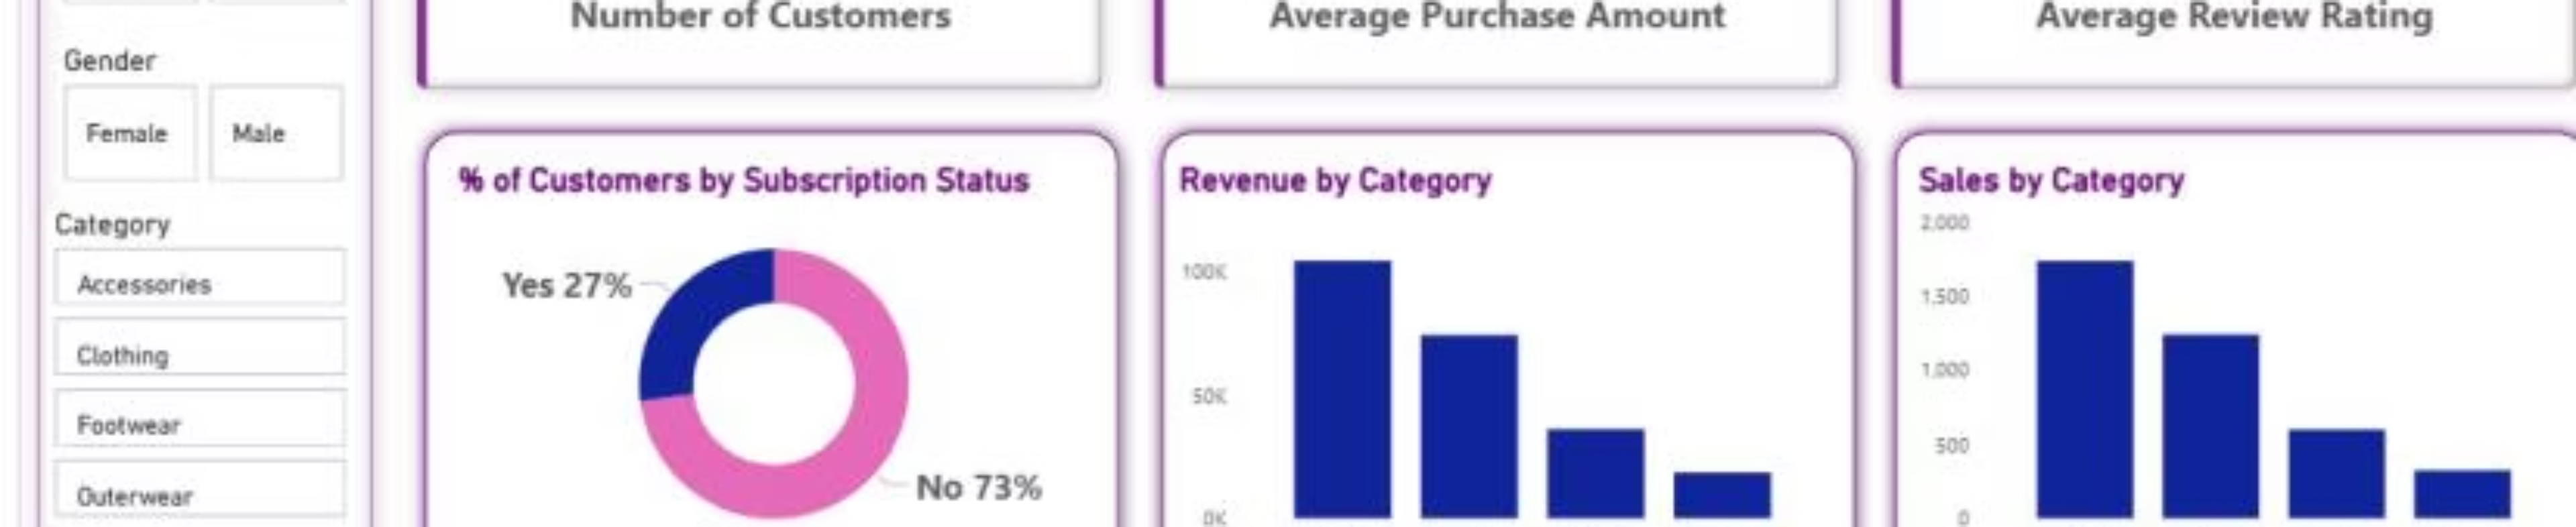 Number of Customers
Average Purchase Amount
Average Review Rating
Gender
Female
Male
Category
Accessories
Clothing
Footwear
Outerwear
% of Customers by Subscription Status
Yes 27%
No 73%
Revenue by Category
100K
50K
0K
Sales by Category
2,000
1,500
1,000
500
0